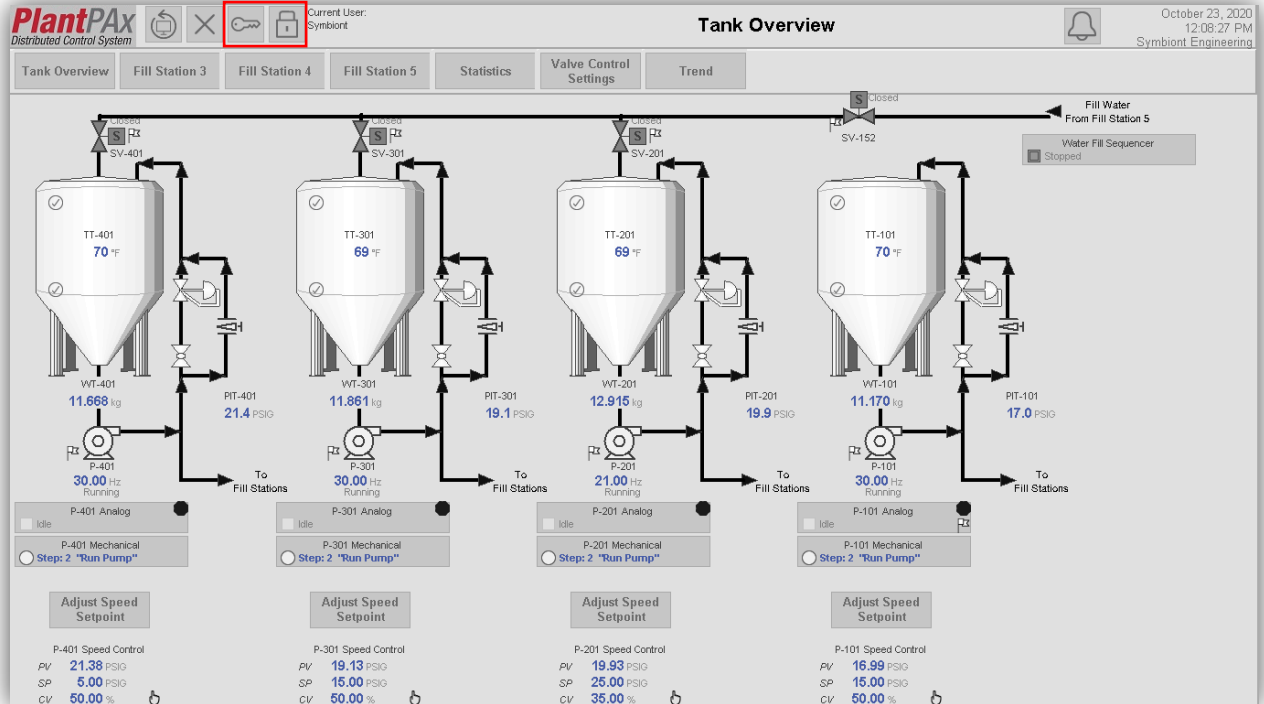 PlantPAx
Distributed Control System
Current User:
Symbiont
Tank Overview
October 23, 2020
12:08:27 PM
Symbiont Engineering
Tank Overview
Fill Station 3
Fill Station 4
Fill Station 5
Statistics
Valve Control
Settings
Trend
Closed
S
SV-401
Closed
S
SV-301
Closed
S
SV-201
S Closed
SV-152
Fill Water
From Fill Station 5
Water Fill Sequencer
Stopped
TT-401
70 °F
TT-301
69 °F
TT-201
69 °F
TT-101
70 °F
WT-401
11.668 kg
PIT-401
21.4 PSIG
WT-301
11.861 kg
PIT-301
19.1 PSIG
WT-201
12.915 kg
PIT-201
19.9 PSIG
WT-101
11.170 kg
PIT-101
17.0 PSIG
P-401
30.00 Hz
Running
To
Fill Stations
P-301
30.00 Hz
Running
To
Fill Stations
P-201
21.00 Hz
Running
To
Fill Stations
P-101
30.00 Hz
Running
To
Fill Stations
P-401 Analog
Idle
P-301 Analog
Idle
P-201 Analog
Idle
P-101 Analog
Idle
P-401 Mechanical
Step: 2 "Run Pump"
P-301 Mechanical
Step: 2 "Run Pump"
P-201 Mechanical
Step: 2 "Run Pump"
P-101 Mechanical
Step: 2 "Run Pump"
Adjust Speed
Setpoint
Adjust Speed
Setpoint
Adjust Speed
Setpoint
Adjust Speed
Setpoint
P-401 Speed Control
PV 21.38 PSIG
SP 5.00 PSIG
CV 50.00 %
P-301 Speed Control
PV 19.13 PSIG
SP 15.00 PSIG
CV 50.00 %
P-201 Speed Control
PV 19.93 PSIG
SP 25.00 PSIG
CV 35.00 %
P-101 Speed Control
PV 16.99 PSIG
SP 15.00 PSIG
CV 50.00 %